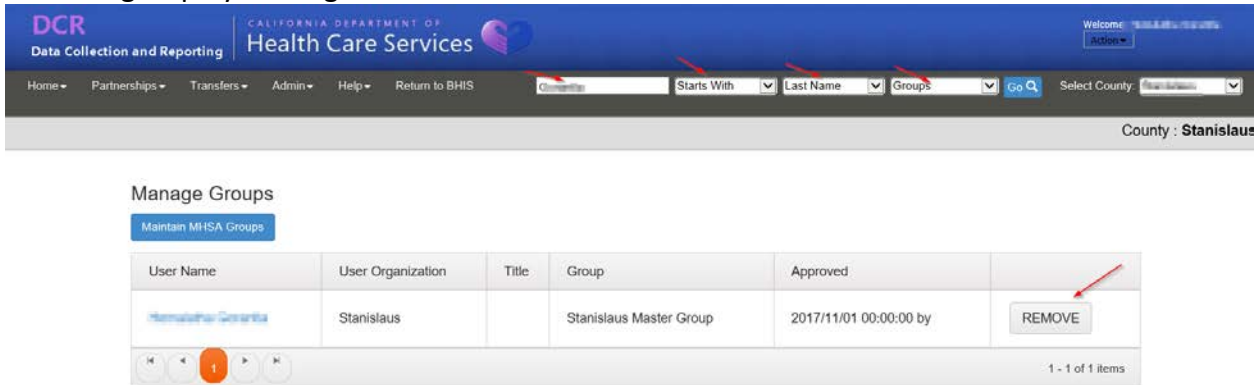 DCR
Data Collection and Reporting
CALIFORNIA DEPARTMENT OF
Health Care Services
Welcome
Action
Home Partnerships Transfers Admin Help Return to BHIS Starts With Last Name Groups Go Select County:
County : Stanislaus
Manage Groups
Maintain MHSA Groups
User Name User Organization Title Group Approved
Stanislaus Stanislaus Master Group 2017/11/01 00:00:00 by REMOVE
1 1 - 1 of 1 items